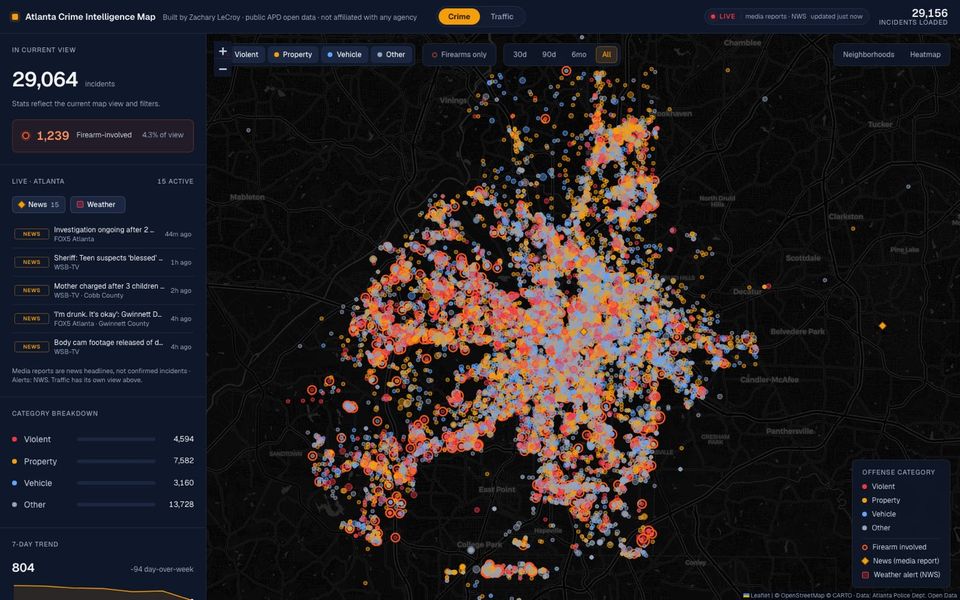 Atlanta Crime Intelligence Map
Built by Zachary LeCroy · public APD open data · not affiliated with any agency
Crime
Traffic
LIVE
media reports · NWS updated just now
29,156
INCIDENTS LOADED
IN CURRENT VIEW
29,064 incidents
Stats reflect the current map view and filters.
1,239 Firearm-involved 4.3% of view
LIVE · ATLANTA 15 ACTIVE
News 15
Weather
NEWS Investigation ongoing after 2 ... 44m ago
FOX5 Atlanta
NEWS Sheriff: Teen suspects 'blessed' ... 1h ago
WSB-TV
NEWS Mother charged after 3 children ... 2h ago
WSB-TV · Cobb County
NEWS 'I'm drunk. It's okay': Gwinnett D... 4h ago
FOX5 Atlanta · Gwinnett County
NEWS Body cam footage released of d... 4h ago
WSB-TV
Media reports are news headlines, not confirmed incidents ·
Alerts: NWS. Traffic has its own view above.
CATEGORY BREAKDOWN
Violent 4,594
Property 7,582
Vehicle 3,160
Other 13,728
7-DAY TREND
804 -94 day-over-week
+
−
Violent
Property
Vehicle
Other
Firearms only
30d
90d
6mo
All
Neighborhoods
Heatmap
Chamblee
Vinings
Tucker
Mableton
North Druid
Hills
Clarkston
Pine Lake
Scottdale
Decatur
Belvedere Park
Candler-McAfee
GRESHAM
PARK
Panthersville
East Point
Hapeville
College Park
Conley
OFFENSE CATEGORY
Violent
Property
Vehicle
Other
Firearm involved
News (media report)
Weather alert (NWS)
Leaflet | © OpenStreetMap © CARTO · Data: Atlanta Police Dept. Open Data